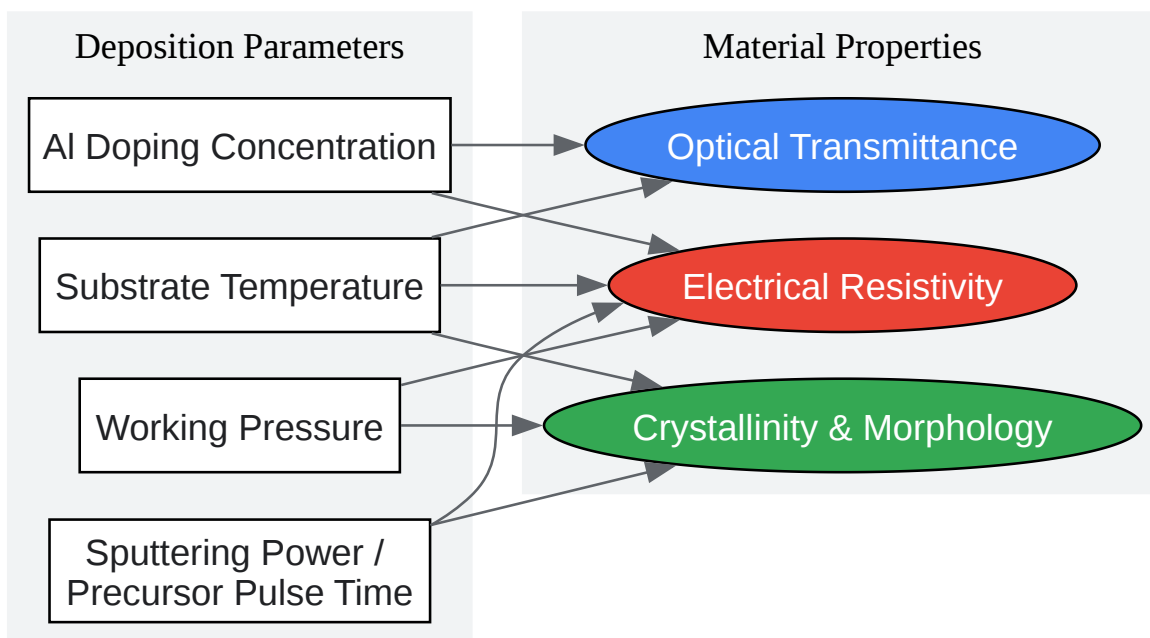 Deposition Parameters
Material Properties
Al Doping Concentration
Optical Transmittance
Substrate Temperature
Electrical Resistivity
Working Pressure
Crystallinity & Morphology
Sputtering Power /
Precursor Pulse Time